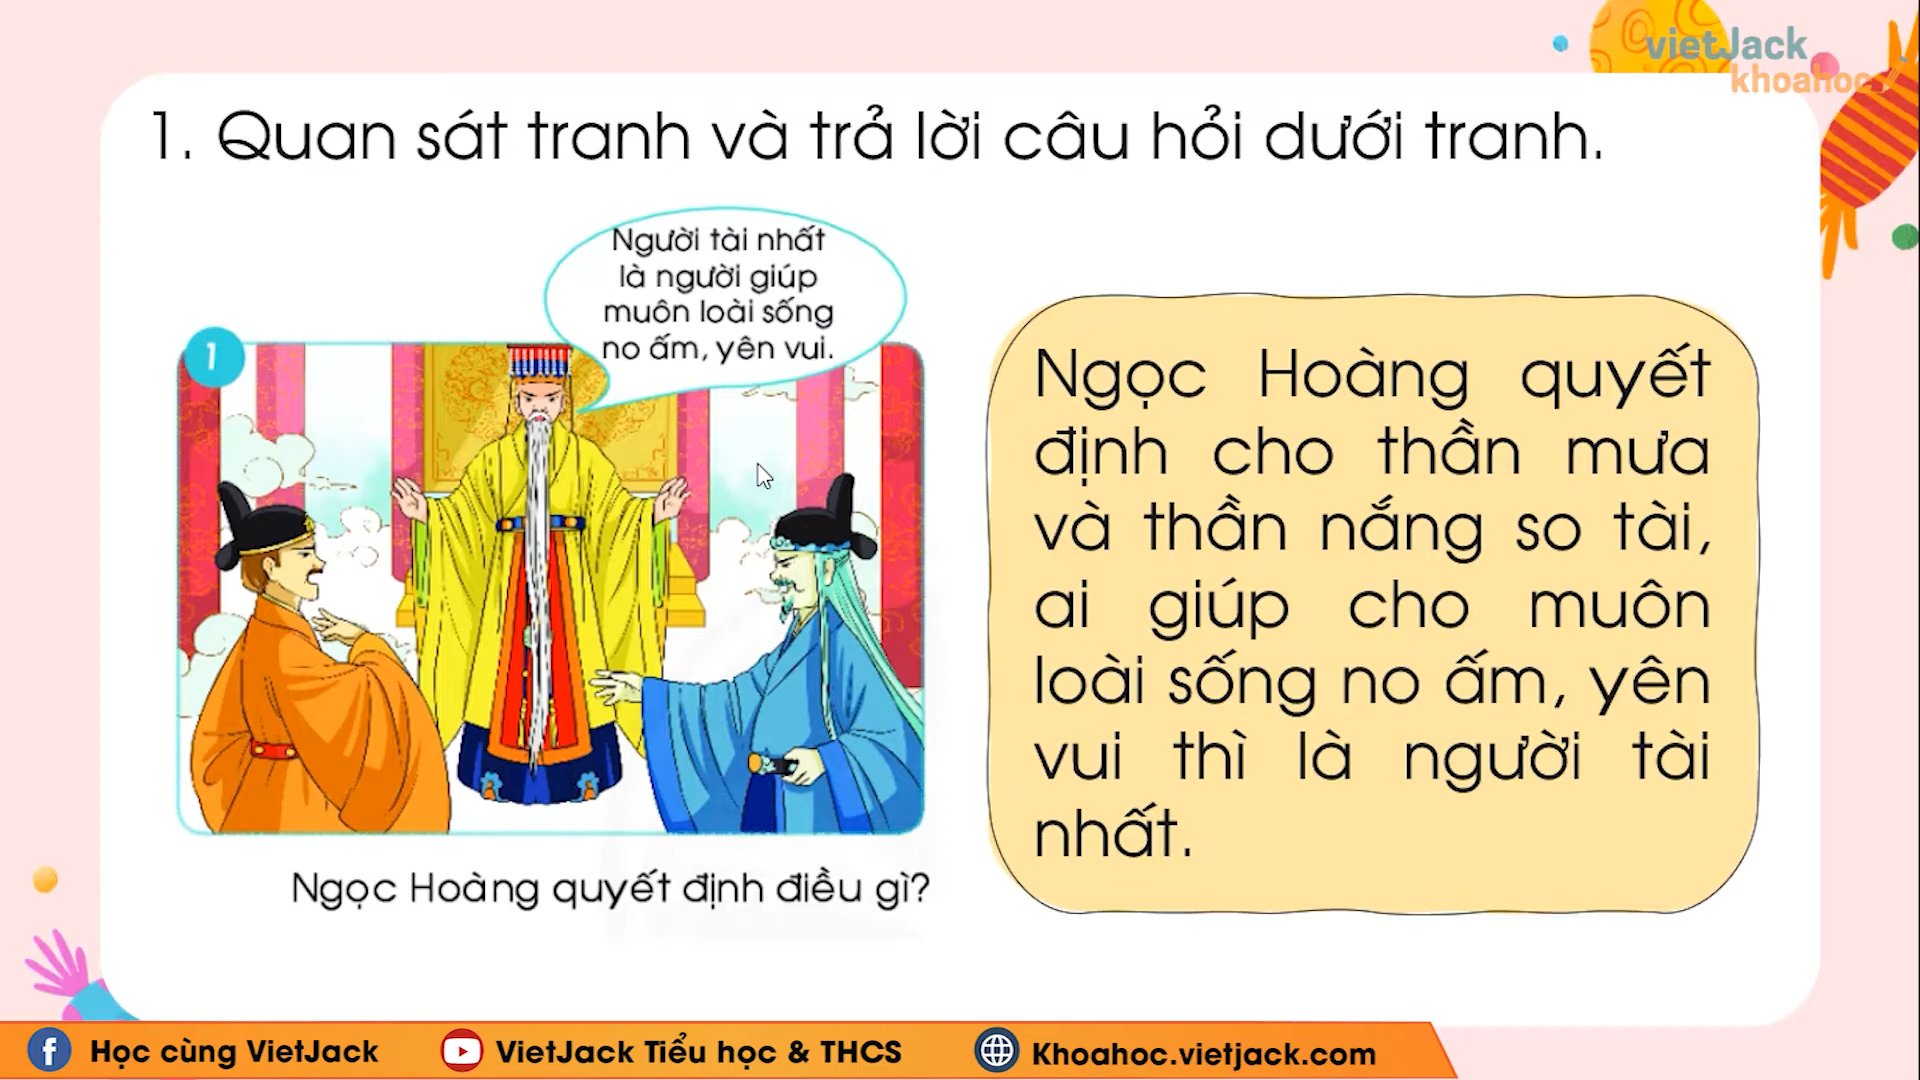 vietJack
khoahoc
1. Quan sát tranh và trả lời câu hỏi dưới tranh.
Người tài nhất
là người giúp
muôn loài sống
no ấm, yên vui.
1
Ngọc Hoàng quyết định điều gì?
Ngọc Hoàng quyết
định cho thần mưa
và thần nắng so tài,
ai giúp cho muôn
loài sống no ấm, yên
vui thì là người tài
nhất.
Học cùng VietJack
VietJack Tiểu học & THCS
Khoahoc.vietjack.com